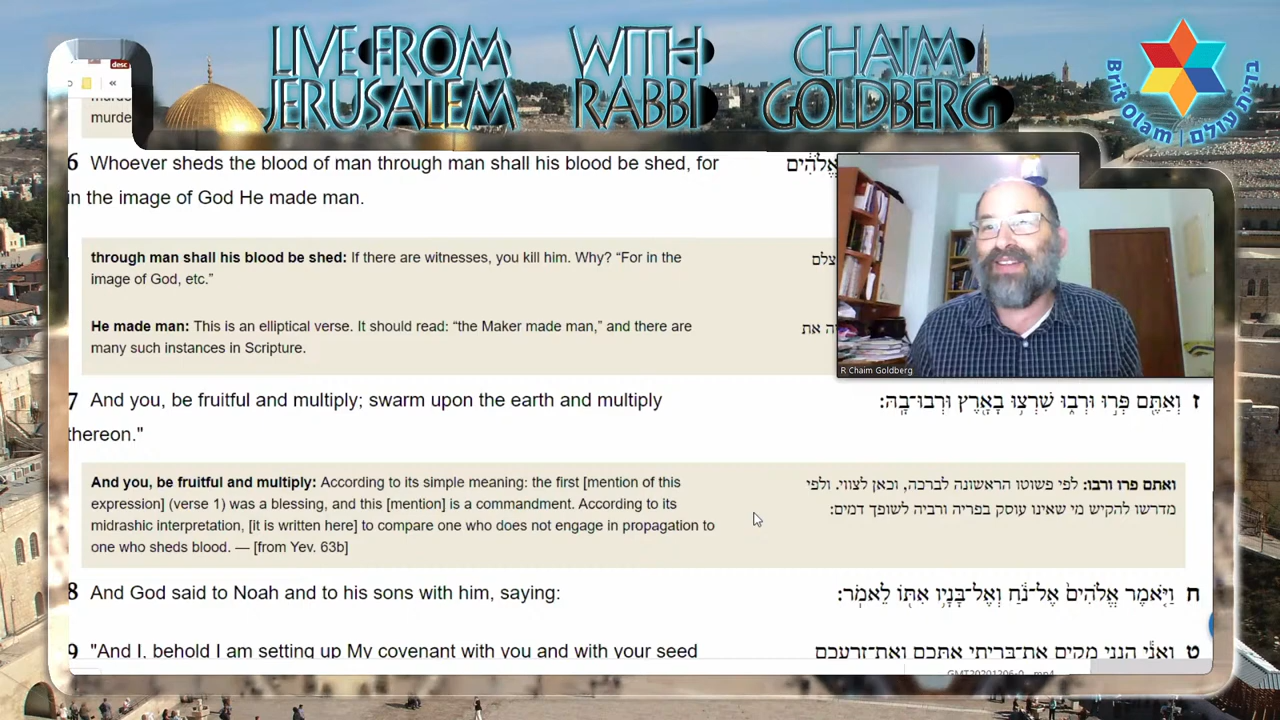 LIVE FROM WITH CHAIM
JERUSALEM RABBI GOLDBERG
Brit Olam | ברית עולם
desc
«
murde
6 Whoever sheds the blood of man through man shall his blood be shed, for
אֱלֹהִים
in the image of God He made man.
through man shall his blood be shed: If there are witnesses, you kill him. Why? “For in the
צלם
image of God, etc.”
He made man: This is an elliptical verse. It should read: “the Maker made man,” and there are
יה את
many such instances in Scripture.
R Chaim Goldberg
7 And you, be fruitful and multiply; swarm upon the earth and multiply
ז וְאַתֶּם פְּרוּ וּרְבוּ שִׁרְצוּ בָאָרֶץ וּרְבוּ־בָהּ:
thereon."
And you, be fruitful and multiply: According to its simple meaning: the first [mention of this
ואתם פרו ורבו: לפי פשוטו הראשונה לברכה, וכאן לצווי. ולפי
expression] (verse 1) was a blessing, and this [mention] is a commandment. According to its
מדרשו להקיש מי שאינו עוסק בפריה ורביה לשופך דמים:
midrashic interpretation, [it is written here] to compare one who does not engage in propagation to
one who sheds blood. — [from Yev. 63b]
8 And God said to Noah and to his sons with him, saying:
ח וַיֹּאמֶר אֱלֹהִים אֶל־נֹחַ וְאֶל־בָּנָיו אִתּוֹ לֵאמֹר:
9 "And I, behold I am setting up My covenant with you and with your seed
ט וַאֲנִי הִנְנִי מֵקִים אֶת־בְּרִיתִי אִתְּכֶם וְאֶת־זַרְעֲכֶם